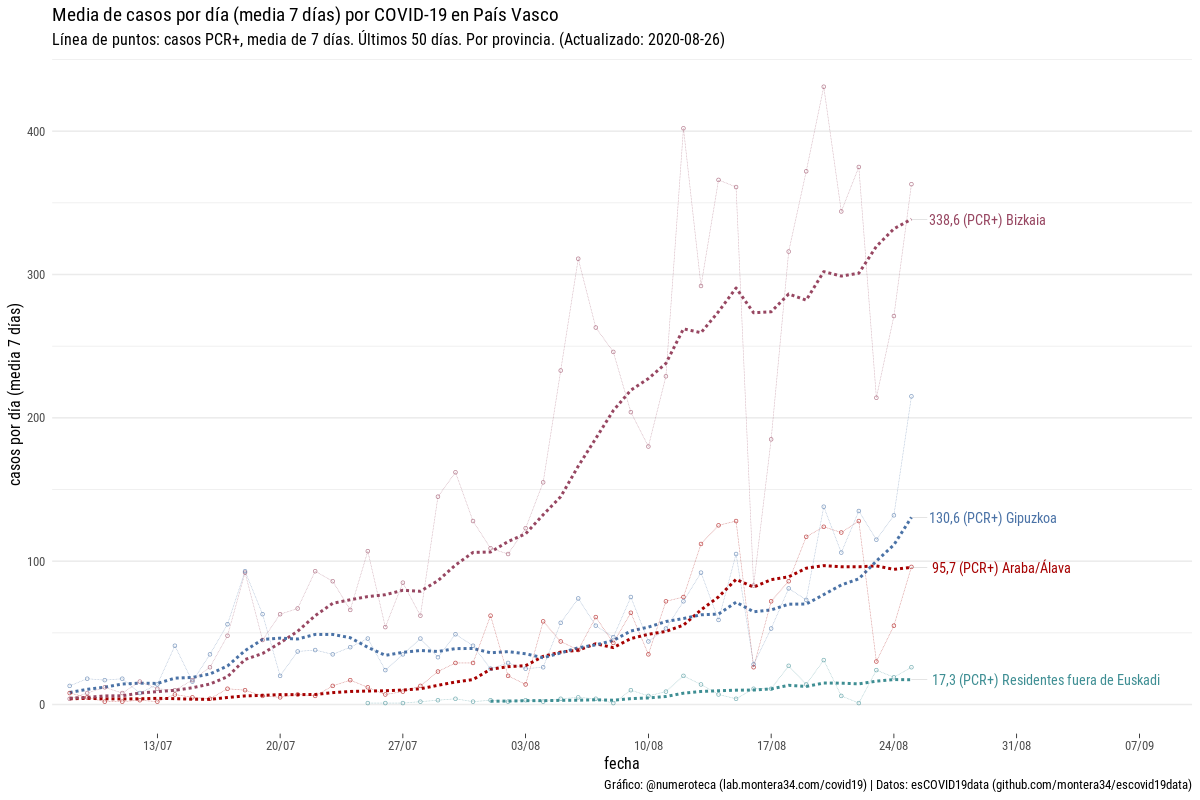 Media de casos por día (media 7 días) por COVID-19 en País Vasco
Línea de puntos: casos PCR+, media de 7 días. Últimos 50 días. Por provincia. (Actualizado: 2020-08-26)
casos por día (media 7 días)
400
300
200
100
0
338,6 (PCR+) Bizkaia
130,6 (PCR+) Gipuzkoa
95,7 (PCR+) Araba/Álava
17,3 (PCR+) Residentes fuera de Euskadi
13/07 20/07 27/07 03/08 10/08 17/08 24/08 31/08 07/09
fecha
Gráfico: @numeroteca (lab.montera34.com/covid19) | Datos: esCOVID19data (github.com/montera34/escovid19data)